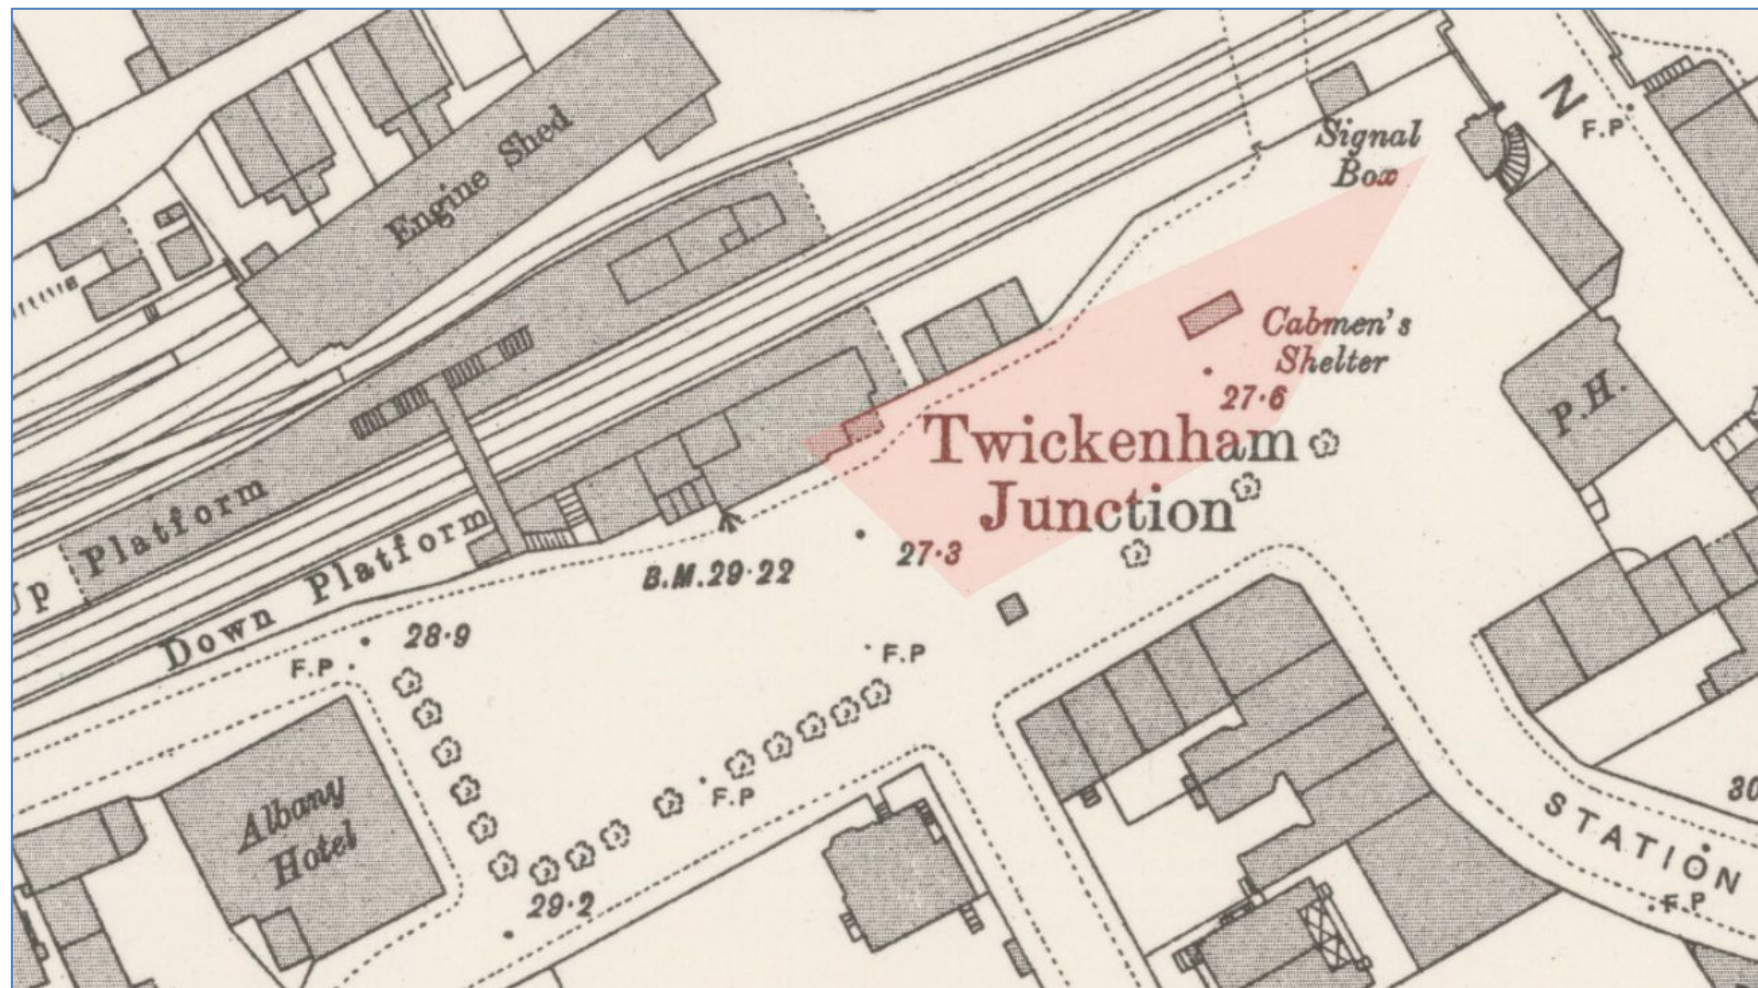 Engine Shed
Signal
Box
N
F.P
Cabmen's
Shelter
27·6
P.H.
Twickenham
Junction
Up Platform
Down Platform
27·3
B.M.29·22
28·9
F.P
F.P
Albany
Hotel
F.P
29·2
STATION
F.P
30